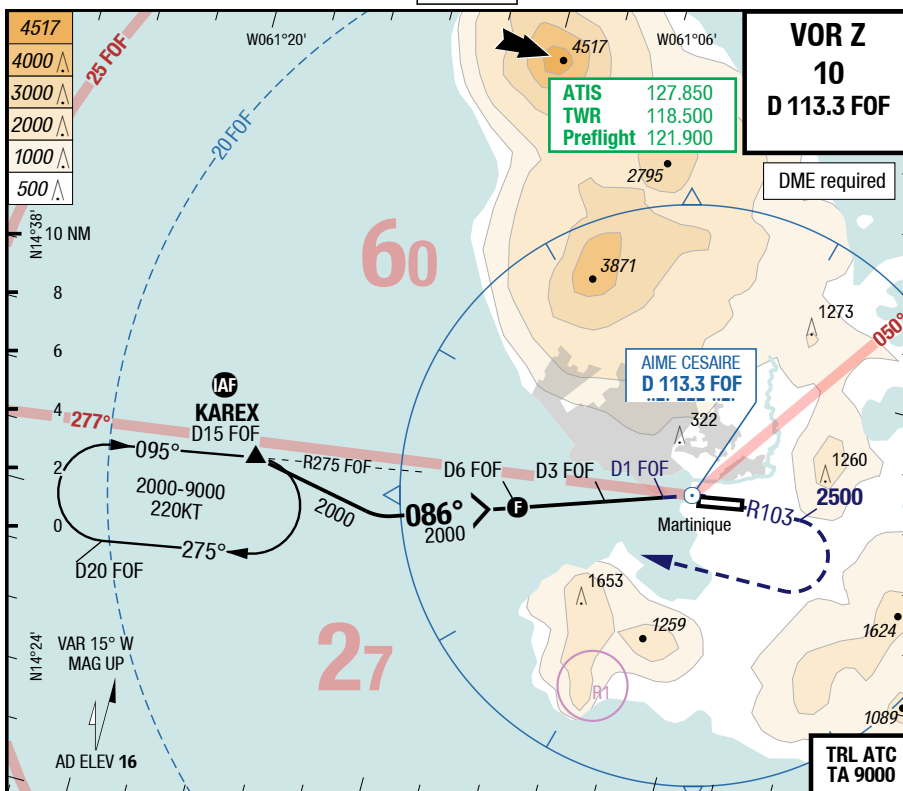 4517
4000
3000
2000
1000
500
25 FOF
W061°20'
20 FOF
4517
W061°06'
VOR Z
10
D 113.3 FOF
ATIS 127.850
TWR 118.500
Preflight 121.900
2795
DME required
N14°38'
10 NM
8
6
4
2
0
60
3871
1273
050°
AIME CESAIRE
D 113.3 FOF
IAF
KAREX
D15 FOF
277°
322
095°
R275 FOF
D6 FOF
D3 FOF
D1 FOF
1260
2000-9000
220KT
2000
086°
2000
F
R103
2500
Martinique
275°
D20 FOF
1653
1259
1624
N14°24'
VAR 15° W
MAG UP
27
R1
1089
AD ELEV 16
TRL ATC
TA 9000